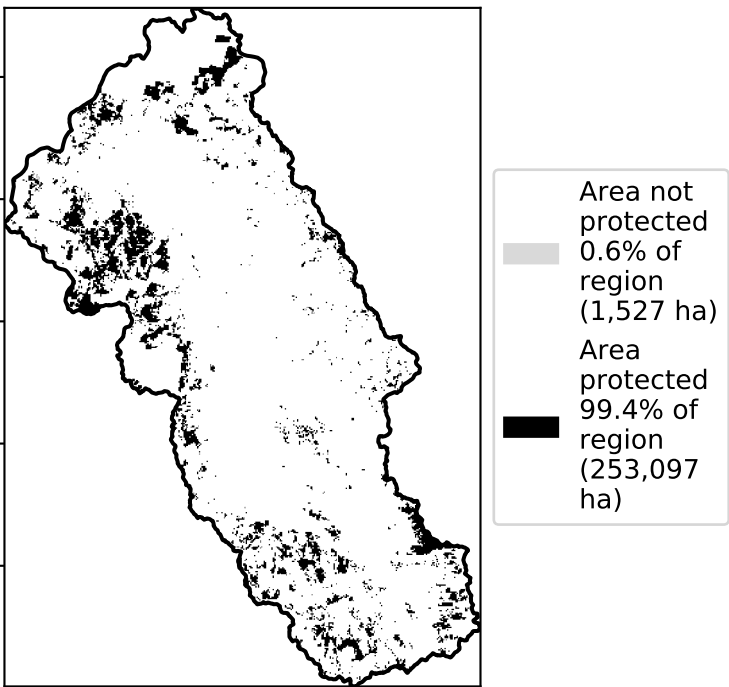 Area not
protected
0.6% of
region
(1,527 ha)
Area
protected
99.4% of
region
(253,097
ha)